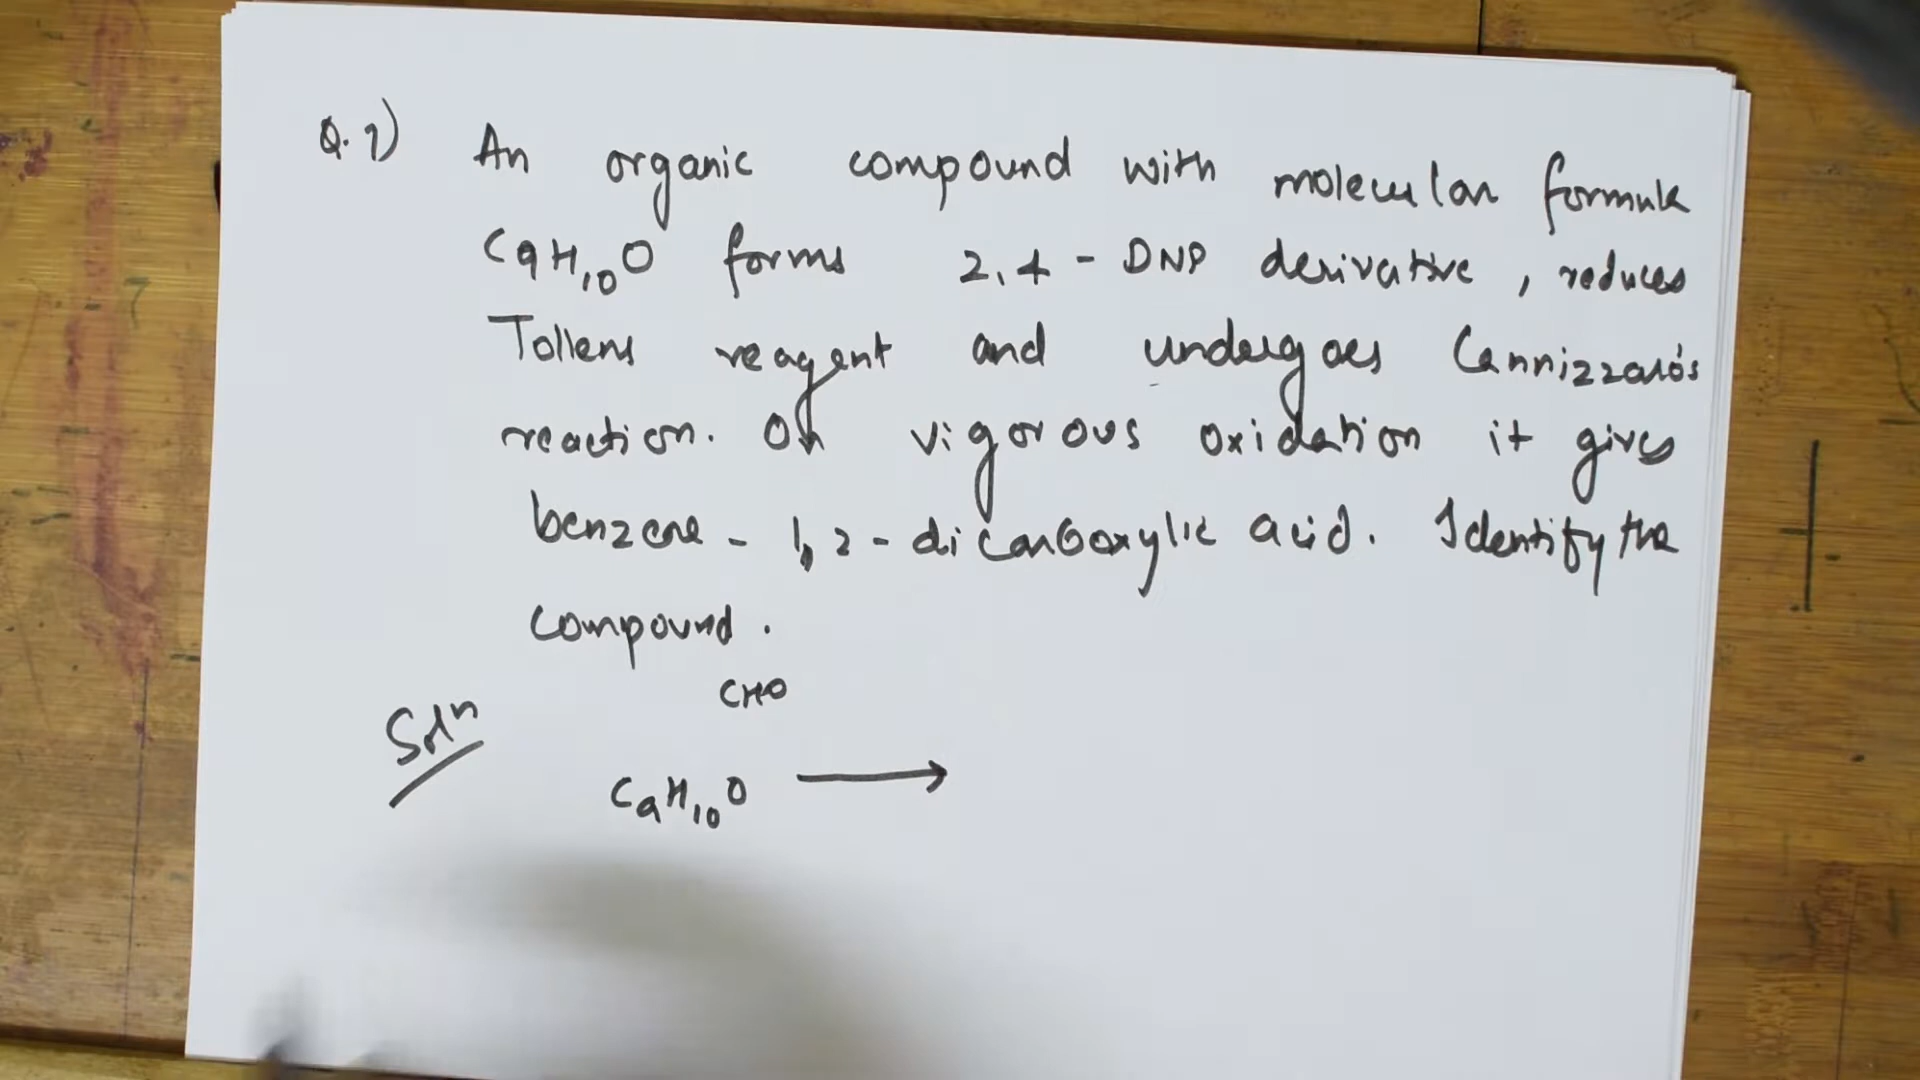 Q.9) An organic compound with molecular formula
C9H10O forms 2,4-DNP derivative, reduces
Tollens reagent and undergoes Cannizzaro's
reaction. On vigorous oxidation it gives
benzene-1,2-dicarboxylic acid. Identify the
compound.
CHO
Soln
C9H10O →